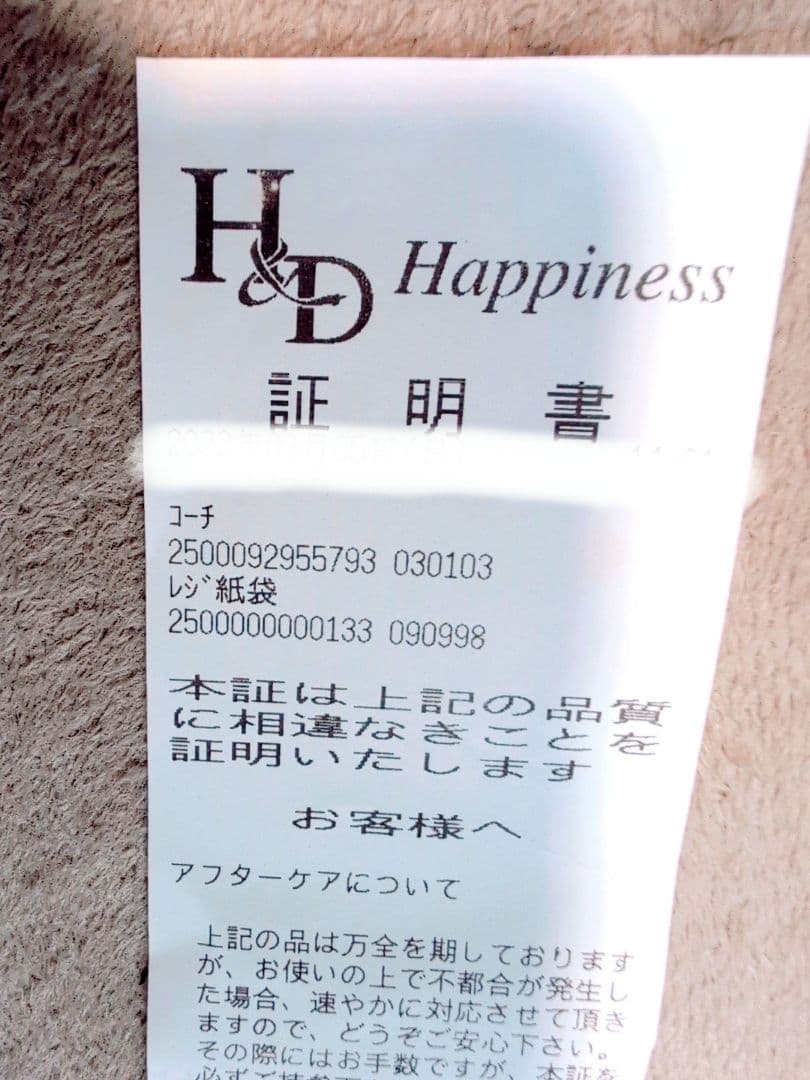 H&D Happiness
証明書
コーチ
2500092955793 030103
レジ紙袋
2500000000133 090998
本証は上記の品質
に相違なきことを
証明いたします
お客様へ
アフターケアについて
上記の品は万全を期しております
が、お使いの上で不都合が発生し
た場合、速やかに対応させて頂き
ますので、どうぞご安心下さい。
その際にはお手数ですが、本証を
必ずご持参